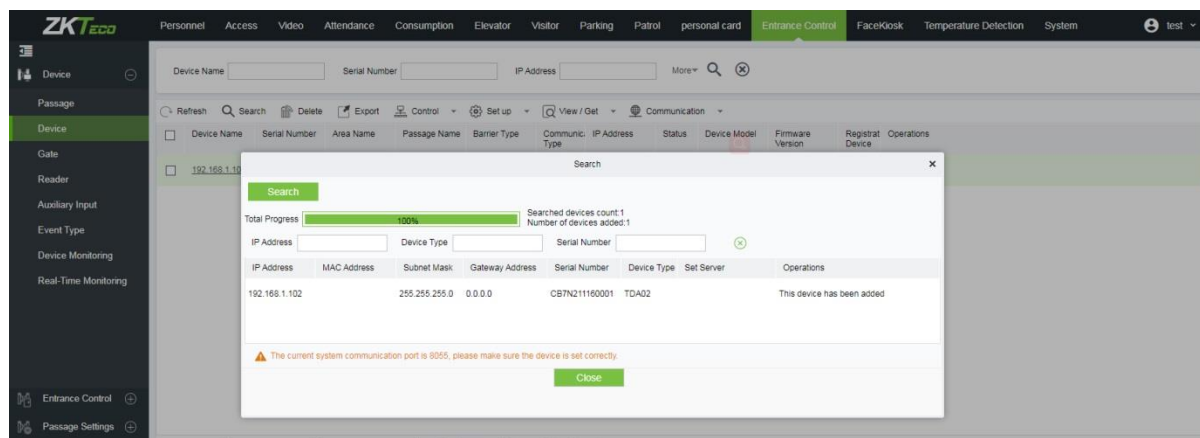 ZKTeco Personnel Access Video Attendance Consumption Elevator Visitor Parking Patrol personal card Entrance Control FaceKiosk Temperature Detection System test
Device
Device Name Serial Number IP Address More
Passage
Refresh Search Delete Export Control Set up View / Get Communication
Device
Device Name Serial Number Area Name Passage Name Barrier Type Communic: Type IP Address Status Device Model Firmware Version Registrat Device Operations
Gate
192.168.1.10
Reader
Auxiliary Input
Event Type
Device Monitoring
Real-Time Monitoring
Entrance Control
Passage Settings
Search
Search
Total Progress 100% Searched devices count:1
Number of devices added:1
IP Address Device Type Serial Number
IP Address MAC Address Subnet Mask Gateway Address Serial Number Device Type Set Server Operations
192.168.1.102 255.255.255.0 0.0.0.0 CB7N211160001 TDA02 This device has been added
The current system communication port is 8055, please make sure the device is set correctly.
Close